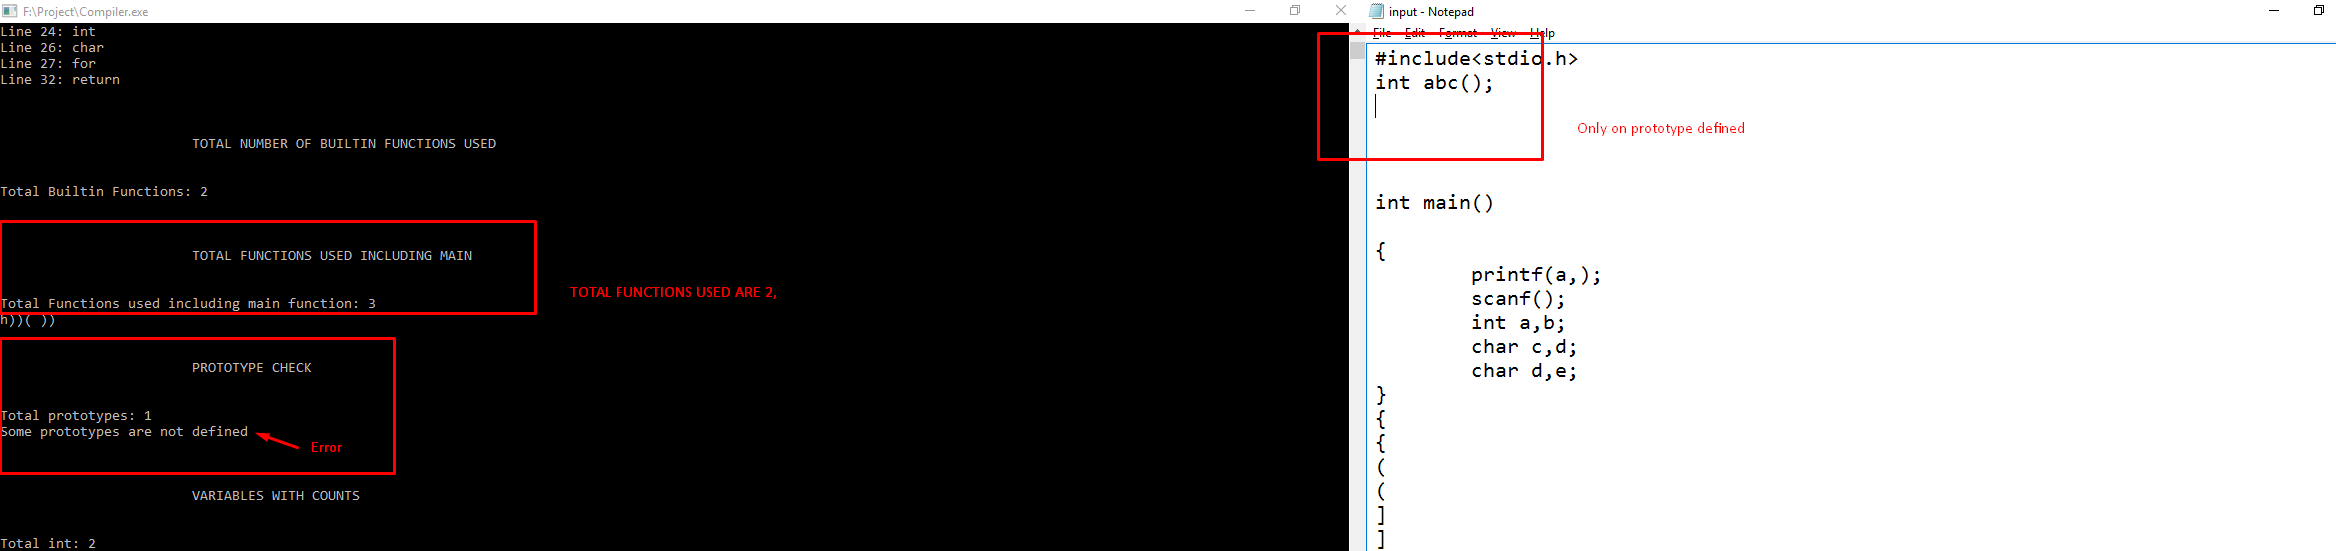 F:\Project\Compiler.exe
Line 24: int
Line 26: char
Line 27: for
Line 32: return
TOTAL NUMBER OF BUILTIN FUNCTIONS USED
Total Builtin Functions: 2
TOTAL FUNCTIONS USED INCLUDING MAIN
Total Functions used including main function: 3
TOTAL FUNCTIONS USED ARE 2,
h))( ))
PROTOTYPE CHECK
Total prototypes: 1
Some prototypes are not defined
Error
VARIABLES WITH COUNTS
Total int: 2
input - Notepad
File Edit Format View Help
#include<stdio.h>
int abc();
Only on prototype defined
int main()
{
printf(a,);
scanf();
int a,b;
char c,d;
char d,e;
}
{
{
(
(
]
]